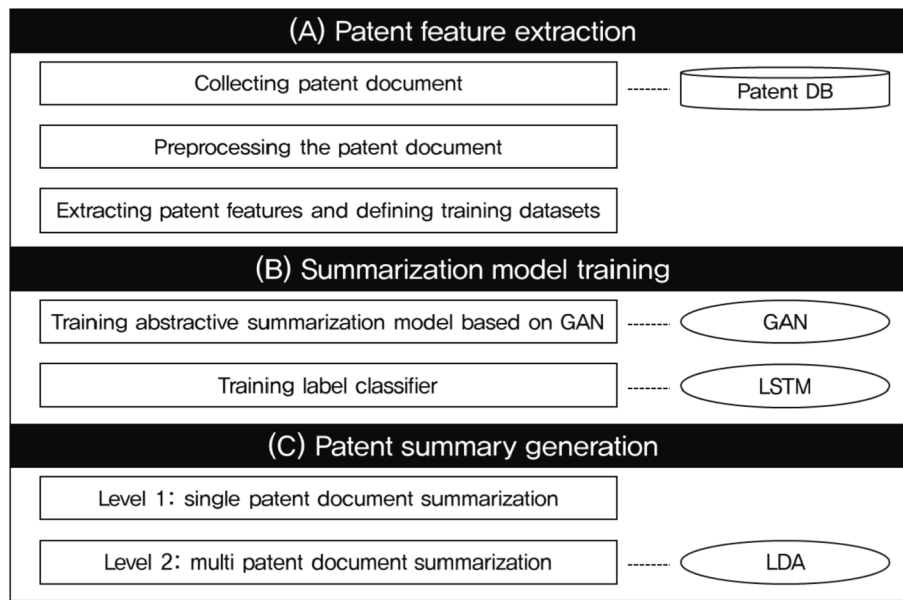 (A) Patent feature extraction
Collecting patent document
Patent DB
Preprocessing the patent document
Extracting patent features and defining training datasets
(B) Summarization model training
Training abstractive summarization model based on GAN
GAN
Training label classifier
LSTM
(C) Patent summary generation
Level 1: single patent document summarization
Level 2: multi patent document summarization
LDA